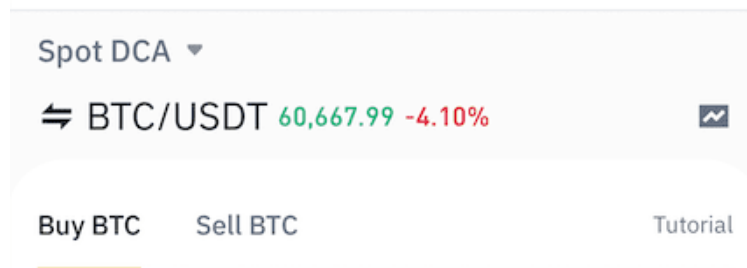 Spot DCA
BTC/USDT 60,667.99 -4.10%
Buy BTC Sell BTC Tutorial